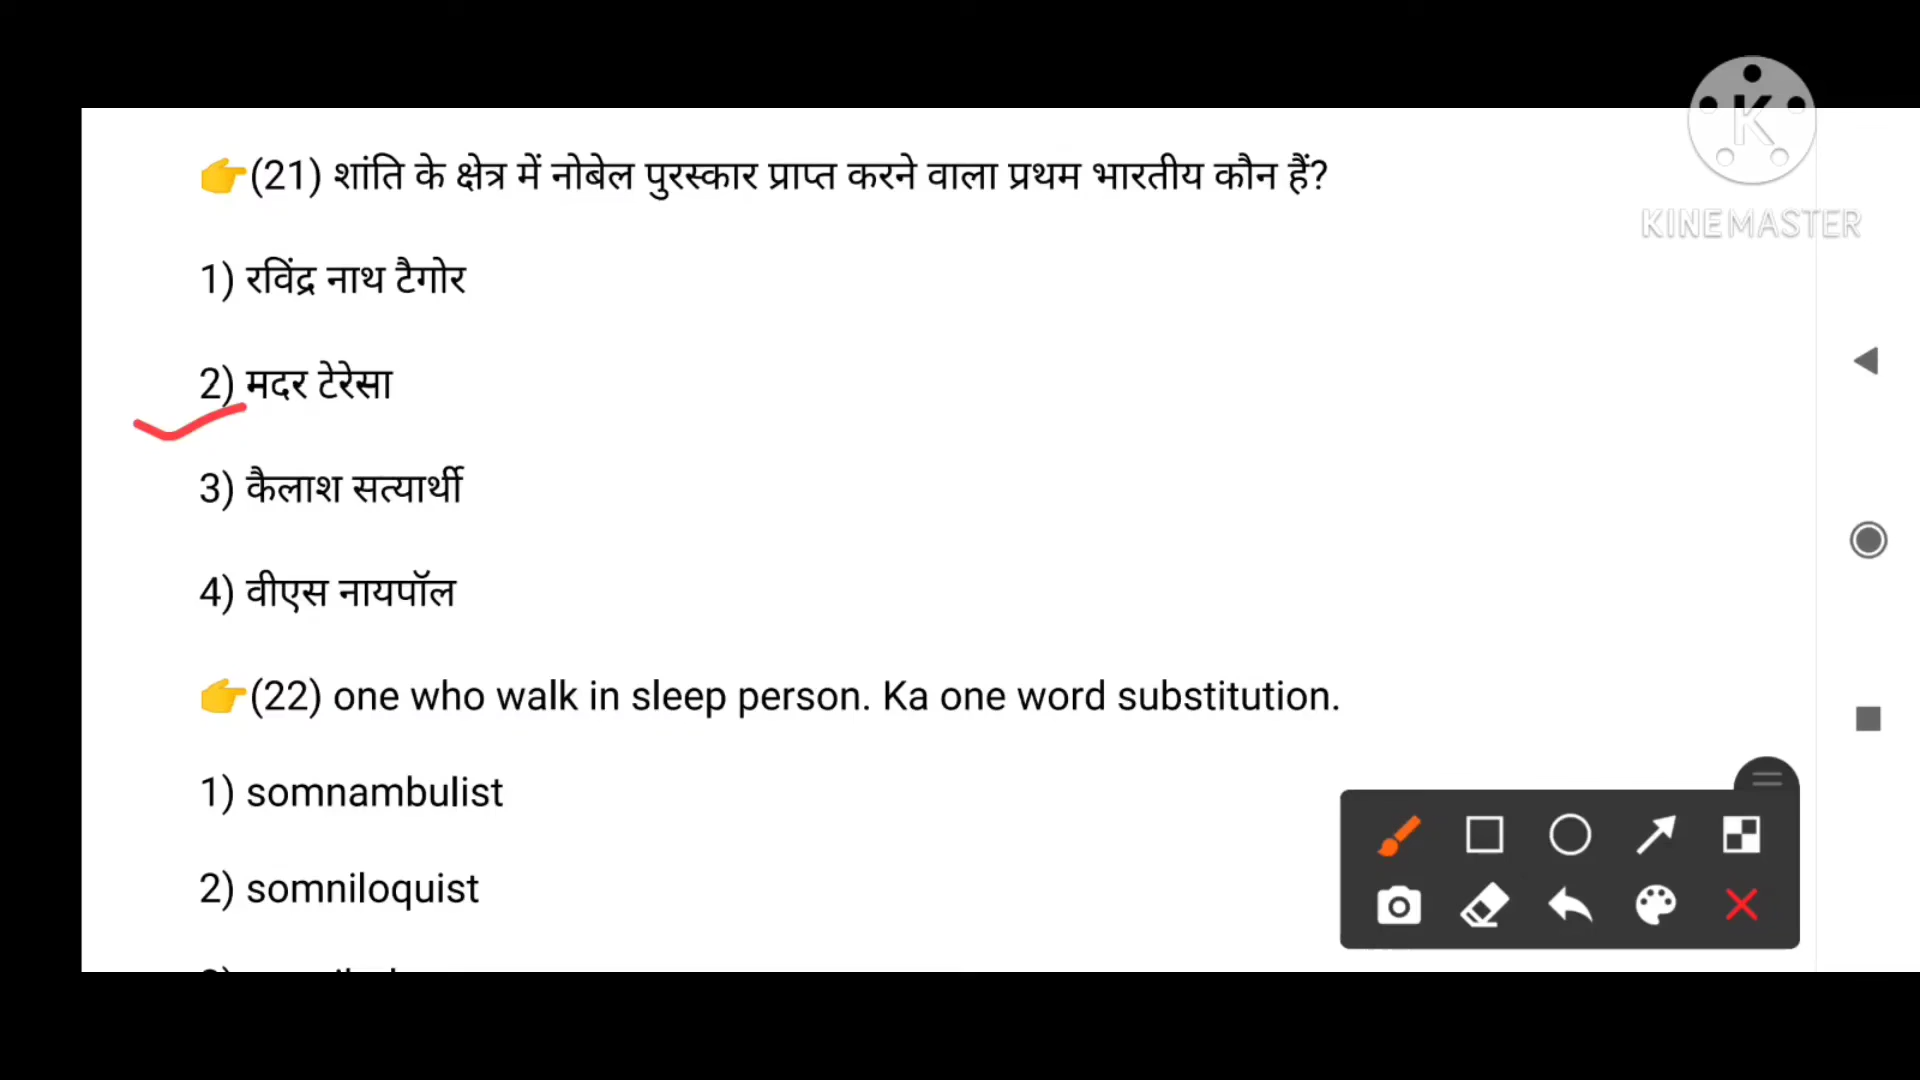 👉(21) शांति के क्षेत्र में नोबेल पुरस्कार प्राप्त करने वाला प्रथम भारतीय कौन हैं?
1) रविंद्र नाथ टैगोर
2) मदर टेरेसा
3) कैलाश सत्यार्थी
4) वीएस नायपॉल
👉(22) one who walk in sleep person. Ka one word substitution.
1) somnambulist
2) somniloquist
K
KINEMASTER